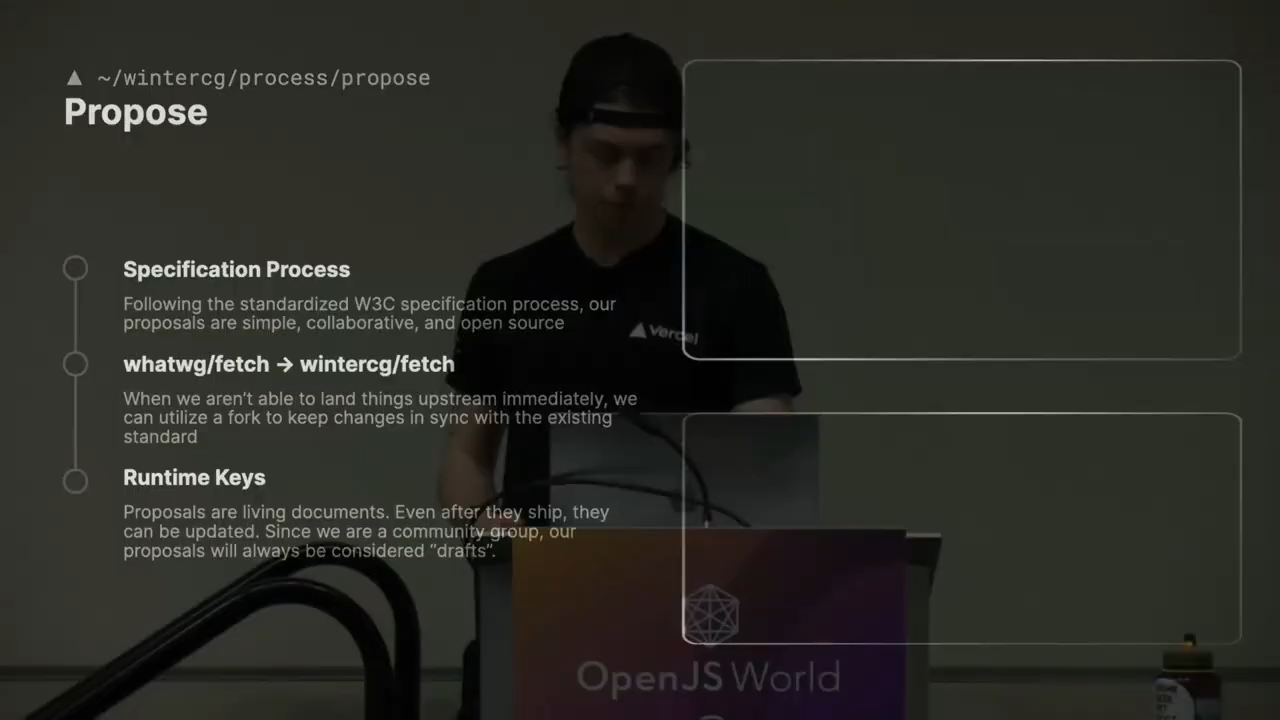 ▲ ~/wintercg/process/propose
Propose
Specification Process
Following the standardized W3C specification process, our
proposals are simple, collaborative, and open source
whatwg/fetch → wintercg/fetch
When we aren't able to land things upstream immediately, we
can utilize a fork to keep changes in sync with the existing
standard
Runtime Keys
Proposals are living documents. Even after they ship, they
can be updated. Since we are a community group, our
proposals will always be considered “drafts”.
Vercel
OpenJS World